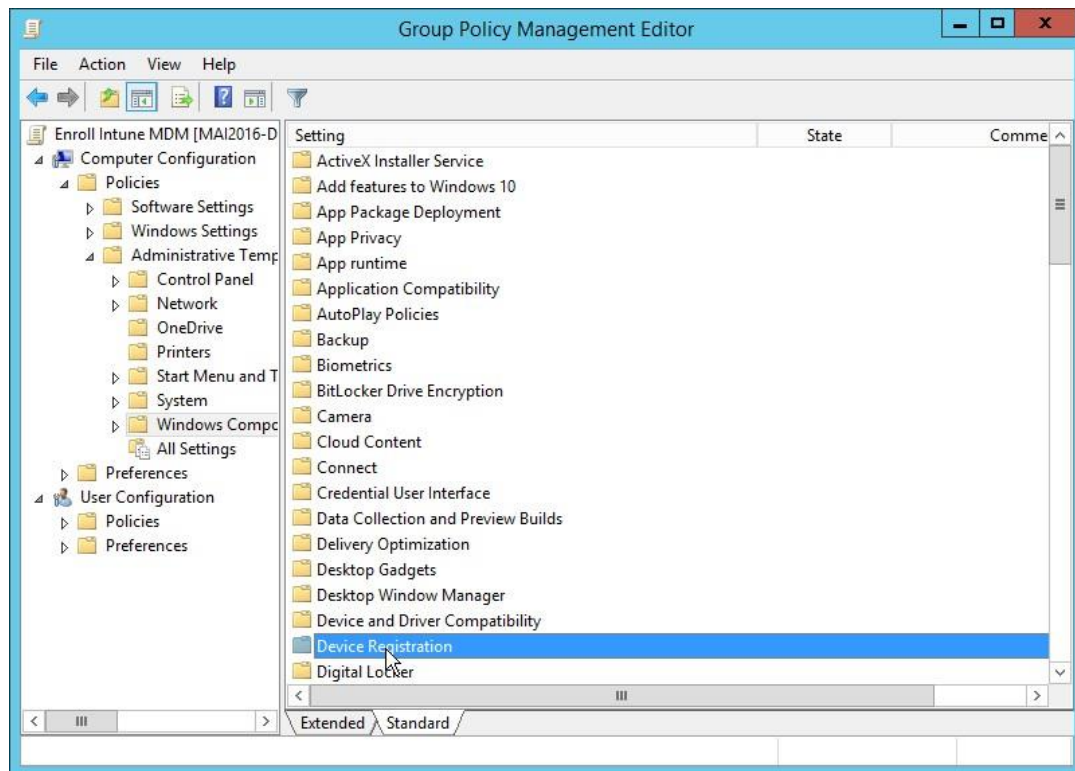 Group Policy Management Editor
File Action View Help
Enroll Intune MDM [MAI2016-D
Computer Configuration
Policies
Software Settings
Windows Settings
Administrative Temp
Control Panel
Network
OneDrive
Printers
Start Menu and T
System
Windows Compc
All Settings
Preferences
User Configuration
Policies
Preferences
Setting State Comme
ActiveX Installer Service
Add features to Windows 10
App Package Deployment
App Privacy
App runtime
Application Compatibility
AutoPlay Policies
Backup
Biometrics
BitLocker Drive Encryption
Camera
Cloud Content
Connect
Credential User Interface
Data Collection and Preview Builds
Delivery Optimization
Desktop Gadgets
Desktop Window Manager
Device and Driver Compatibility
Device Registration
Digital Locker
Extended Standard